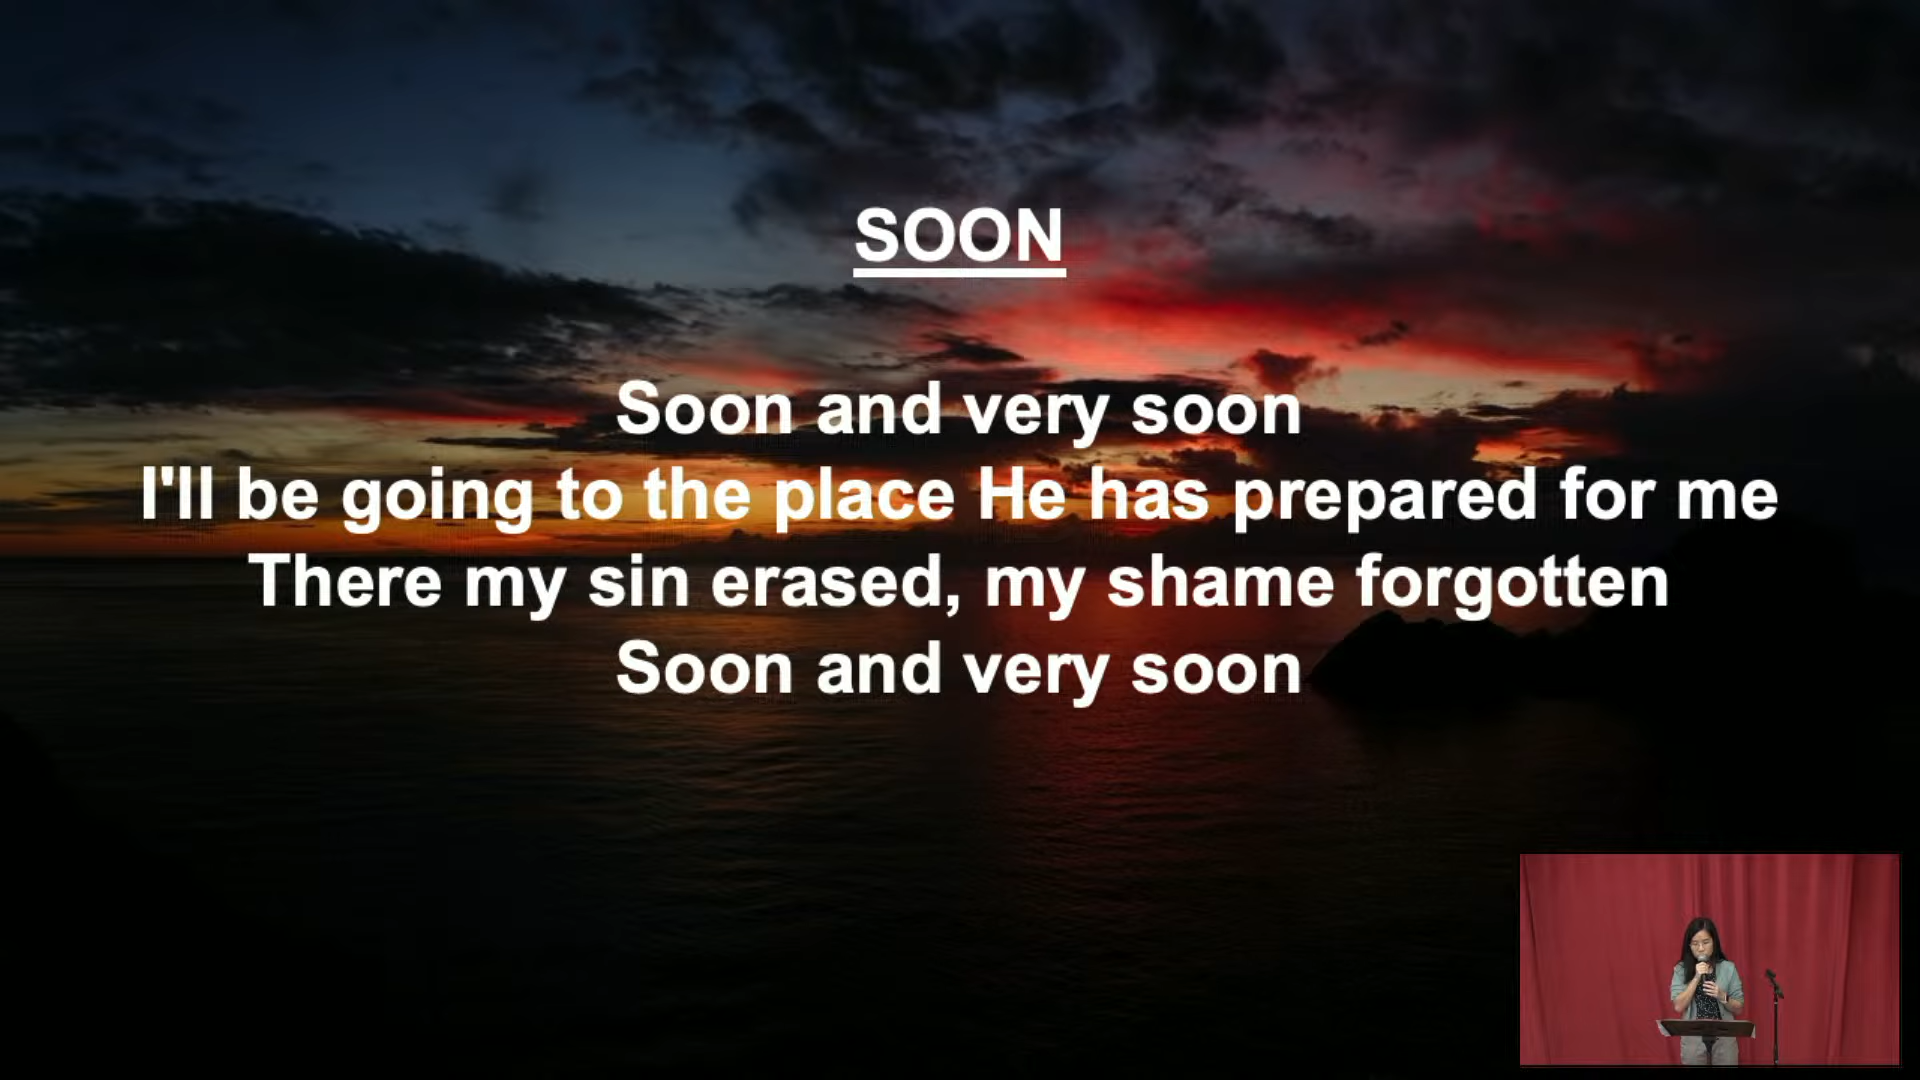 SOON
Soon and very soon
I'll be going to the place He has prepared for me
There my sin erased, my shame forgotten
Soon and very soon